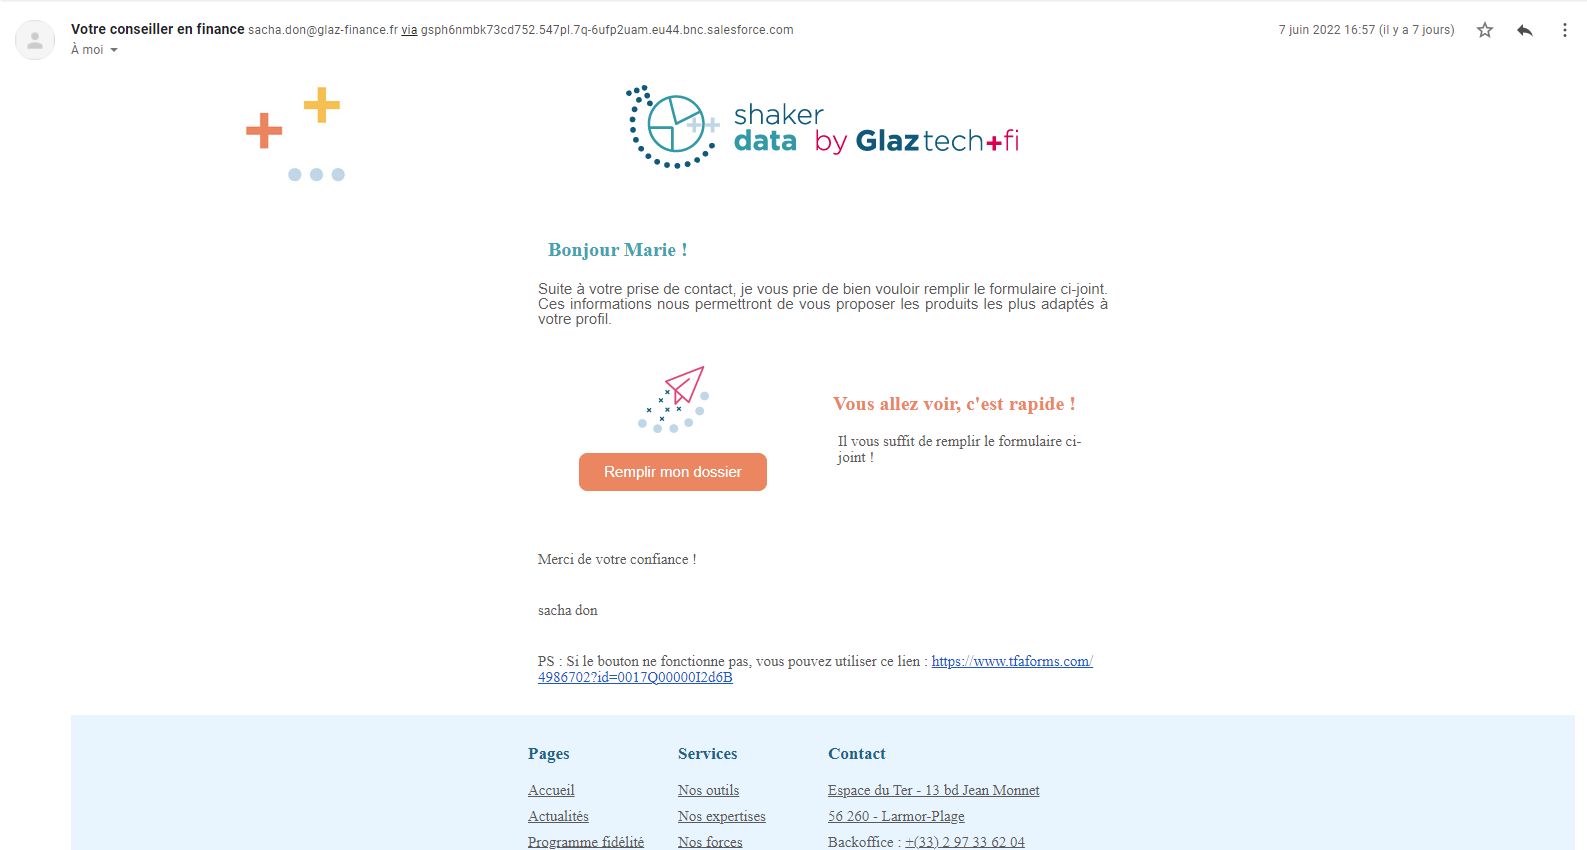 Votre conseiller en finance sacha.don@glaz-finance.fr via gsph6nmbk73cd752.547pl.7q-6ufp2uam.eu44.bnc.salesforce.com
7 juin 2022 16:57 (il y a 7 jours)
À moi
shaker
data by Glaz tech+fi
Bonjour Marie !
Suite à votre prise de contact, je vous prie de bien vouloir remplir le formulaire ci-joint.
Ces informations nous permettront de vous proposer les produits les plus adaptés à
votre profil.
Vous allez voir, c'est rapide !
Il vous suffit de remplir le formulaire ci-
joint !
Remplir mon dossier
Merci de votre confiance !
sacha don
PS : Si le bouton ne fonctionne pas, vous pouvez utiliser ce lien : https://www.tfaforms.com/
4986702?id=0017Q00000I2d6B
Pages
Accueil
Actualités
Programme fidélité
Services
Nos outils
Nos expertises
Nos forces
Contact
Espace du Ter - 13 bd Jean Monnet
56 260 - Larmor-Plage
Backoffice : +(33) 2 97 33 62 04